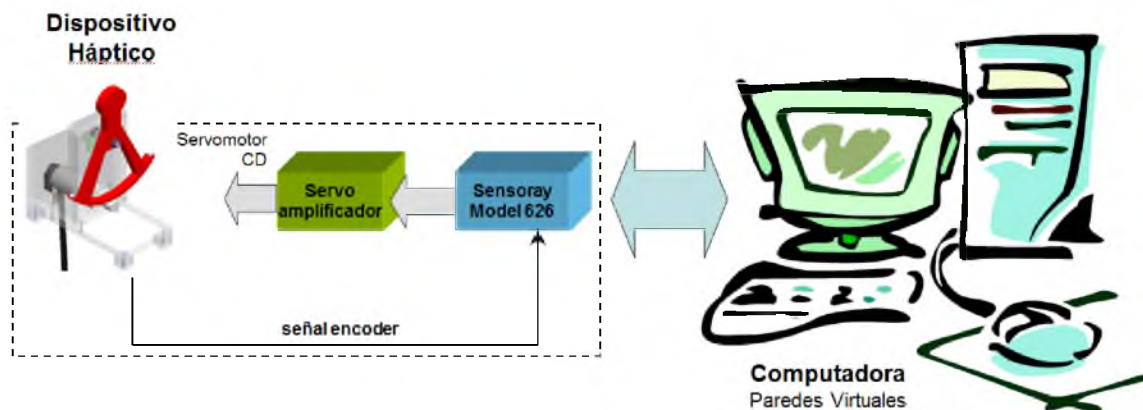 Dispositivo
Háptico
Servomotor
CD
Servo
amplificador
Sensoray
Model 626
señal encoder
Computadora
Paredes Virtuales